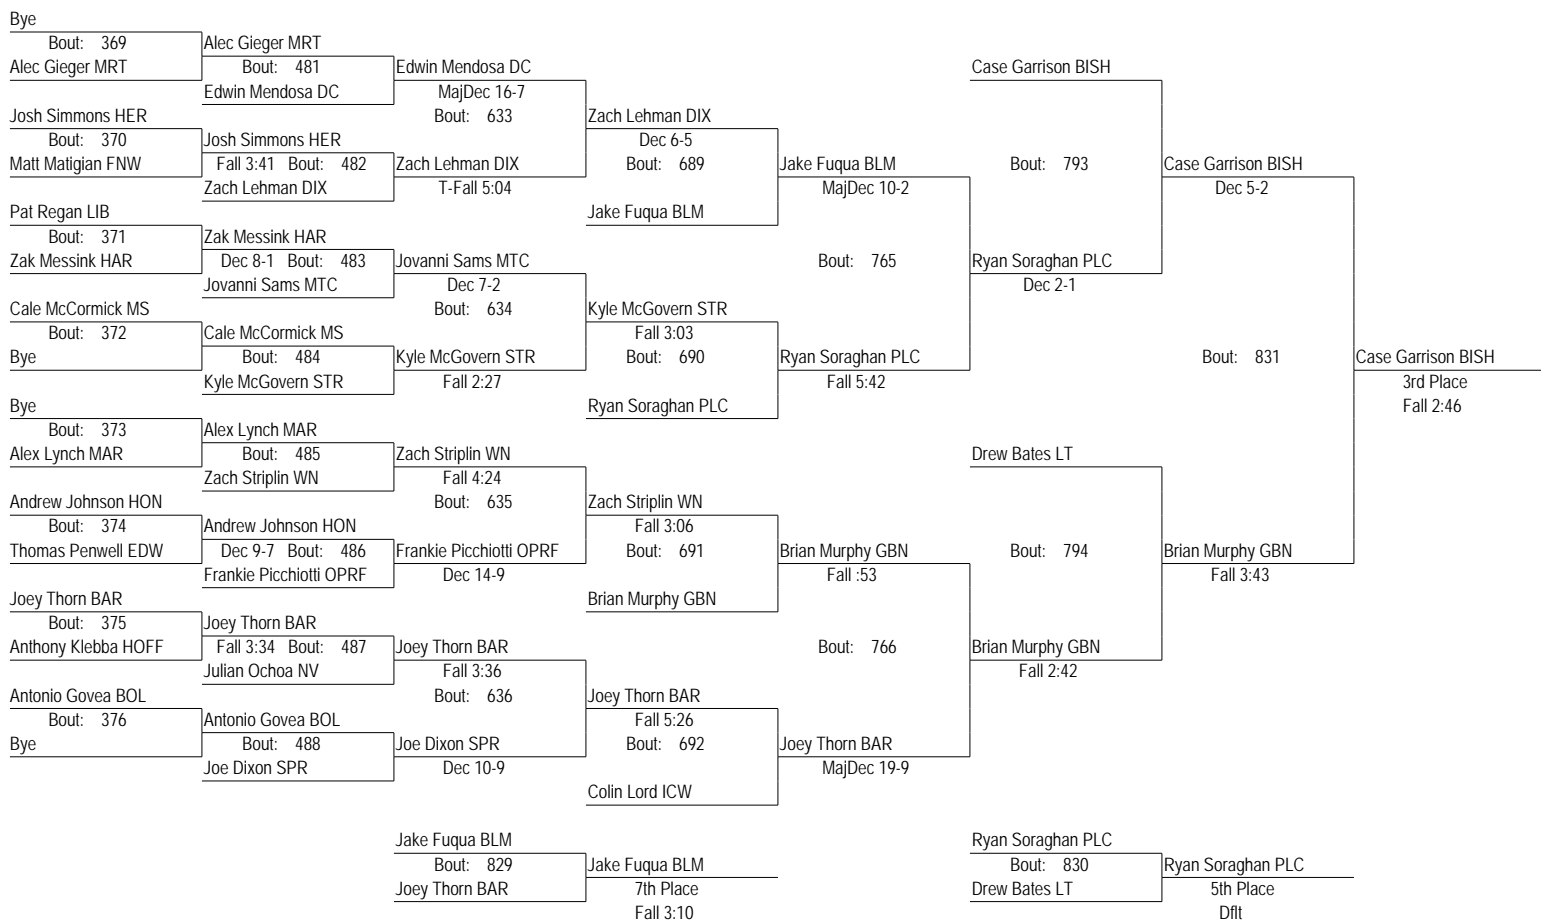 Bye
Bout: 369
Alec Gieger MRT
Josh Simmons HER
Bout: 370
Matt Matigian FNW
Pat Regan LIB
Bout: 371
Zak Messink HAR
Cale McCormick MS
Bout: 372
Bye
Bye
Bout: 373
Alex Lynch MAR
Andrew Johnson HON
Bout: 374
Thomas Penwell EDW
Joey Thorn BAR
Bout: 375
Anthony Klebba HOFF
Antonio Govea BOL
Bout: 376
Bye
Alec Gieger MRT
Bout: 481
Edwin Mendosa DC
Josh Simmons HER
Fall 3:41 Bout: 482
Zach Lehman DIX
Zak Messink HAR
Dec 8-1 Bout: 483
Jovanni Sams MTC
Cale McCormick MS
Bout: 484
Kyle McGovern STR
Alex Lynch MAR
Bout: 485
Zach Striplin WN
Andrew Johnson HON
Dec 9-7 Bout: 486
Frankie Picchiotti OPRF
Joey Thorn BAR
Fall 3:34 Bout: 487
Julian Ochoa NV
Antonio Govea BOL
Bout: 488
Joe Dixon SPR
Edwin Mendosa DC
MajDec 16-7
Bout: 633
Zach Lehman DIX
T-Fall 5:04
Jovanni Sams MTC
Dec 7-2
Bout: 634
Kyle McGovern STR
Fall 2:27
Zach Striplin WN
Fall 4:24
Bout: 635
Frankie Picchiotti OPRF
Dec 14-9
Joey Thorn BAR
Fall 3:36
Bout: 636
Joe Dixon SPR
Dec 10-9
Zach Lehman DIX
Dec 6-5
Bout: 689
Jake Fuqua BLM
Kyle McGovern STR
Fall 3:03
Bout: 690
Ryan Soraghan PLC
Zach Striplin WN
Fall 3:06
Bout: 691
Brian Murphy GBN
Joey Thorn BAR
Fall 5:26
Bout: 692
Colin Lord ICW
Jake Fuqua BLM
MajDec 10-2
Bout: 765
Ryan Soraghan PLC
Fall 5:42
Brian Murphy GBN
Fall :53
Bout: 766
Joey Thorn BAR
MajDec 19-9
Case Garrison BISH
Bout: 793
Ryan Soraghan PLC
Dec 2-1
Drew Bates LT
Bout: 794
Brian Murphy GBN
Fall 2:42
Case Garrison BISH
Dec 5-2
Bout: 831
Brian Murphy GBN
Fall 3:43
Case Garrison BISH
3rd Place
Fall 2:46
Jake Fuqua BLM
Bout: 829
Joey Thorn BAR
Jake Fuqua BLM
7th Place
Fall 3:10
Ryan Soraghan PLC
Bout: 830
Drew Bates LT
Ryan Soraghan PLC
5th Place
Dflt